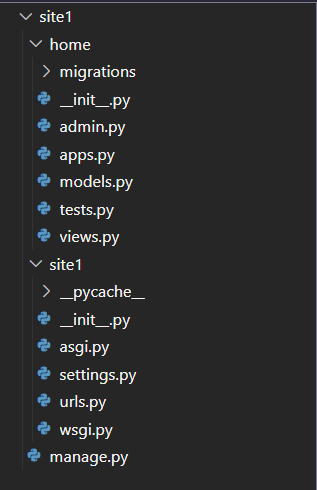 site1
home
migrations
__init__.py
admin.py
apps.py
models.py
tests.py
views.py
site1
__pycache__
__init__.py
asgi.py
settings.py
urls.py
wsgi.py
manage.py